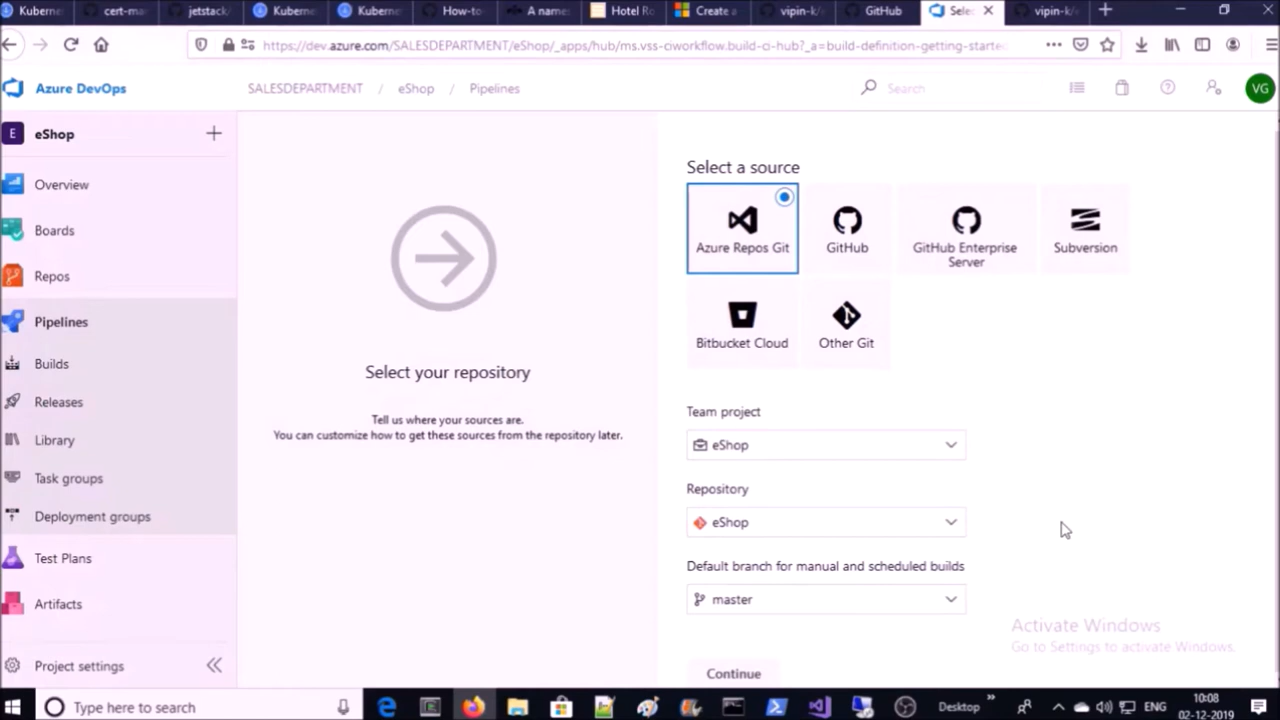 Kuberne
cert-ma
jetstack/
Kuberne
Kuberne
How-to
A name
Hotel Ro
Create a
vipin-k/e
GitHub
Selec
vipin-k/e
https://dev.azure.com/SALESDEPARTMENT/eShop/_apps/hub/ms.vss-ciworkflow.build-ci-hub?_a=build-definition-getting-starte
Azure DevOps
SALESDEPARTMENT / eShop / Pipelines
Search
VG
E eShop
Overview
Boards
Repos
Pipelines
Builds
Releases
Library
Task groups
Deployment groups
Test Plans
Artifacts
Project settings
Select your repository
Tell us where your sources are.
You can customize how to get these sources from the repository later.
Select a source
Azure Repos Git
GitHub
GitHub Enterprise
Server
Subversion
Bitbucket Cloud
Other Git
Team project
eShop
Repository
eShop
Default branch for manual and scheduled builds
master
Continue
Activate Windows
Go to Settings to activate Windows.
Type here to search
Desktop
ENG
10:08
02-12-2019